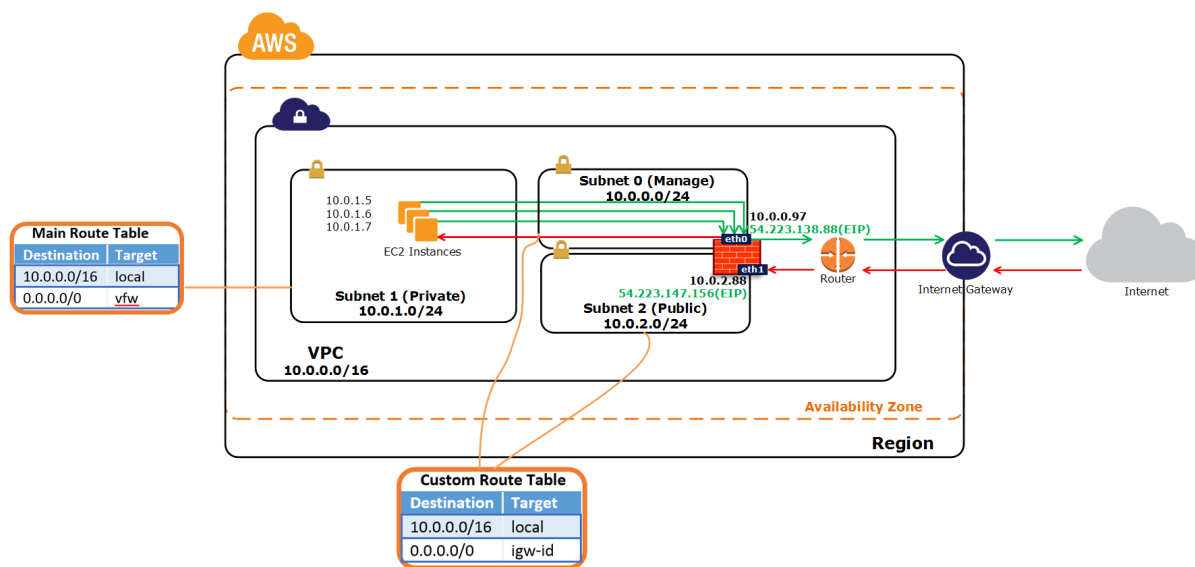 AWS
10.0.1.5
10.0.1.6
10.0.1.7
EC2 Instances
Subnet 1 (Private)
10.0.1.0/24
Subnet 0 (Manage)
10.0.0.0/24
10.0.0.97
54.223.138.88(EIP)
eth0
eth1
10.0.2.88
54.223.147.156(EIP)
Subnet 2 (Public)
10.0.2.0/24
Router
Internet Gateway
Internet
VPC
10.0.0.0/16
Availability Zone
Region
Main Route Table
Destination Target
10.0.0.0/16 local
0.0.0.0/0 vfw
Custom Route Table
Destination Target
10.0.0.0/16 local
0.0.0.0/0 igw-id